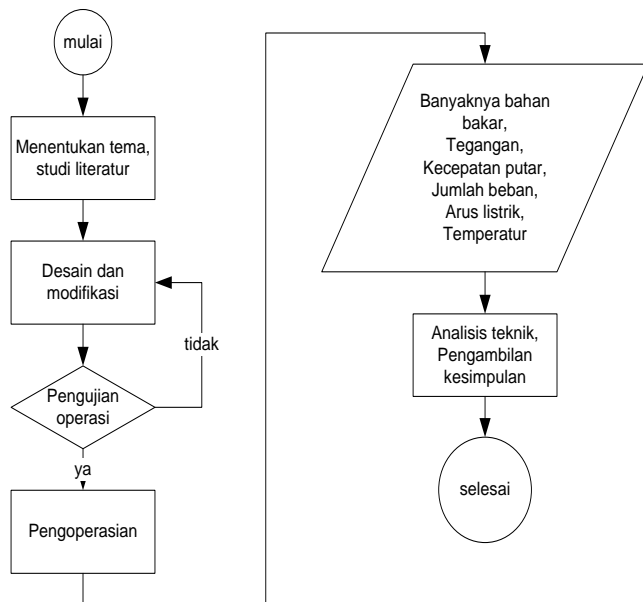 mulai
Menentukan tema,
studi literatur
Desain dan
modifikasi
tidak
Pengujian
operasi
ya
Pengoperasian
Banyaknya bahan
bakar,
Tegangan,
Kecepatan putar,
Jumlah beban,
Arus listrik,
Temperatur
Analisis teknik,
Pengambilan
kesimpulan
selesai